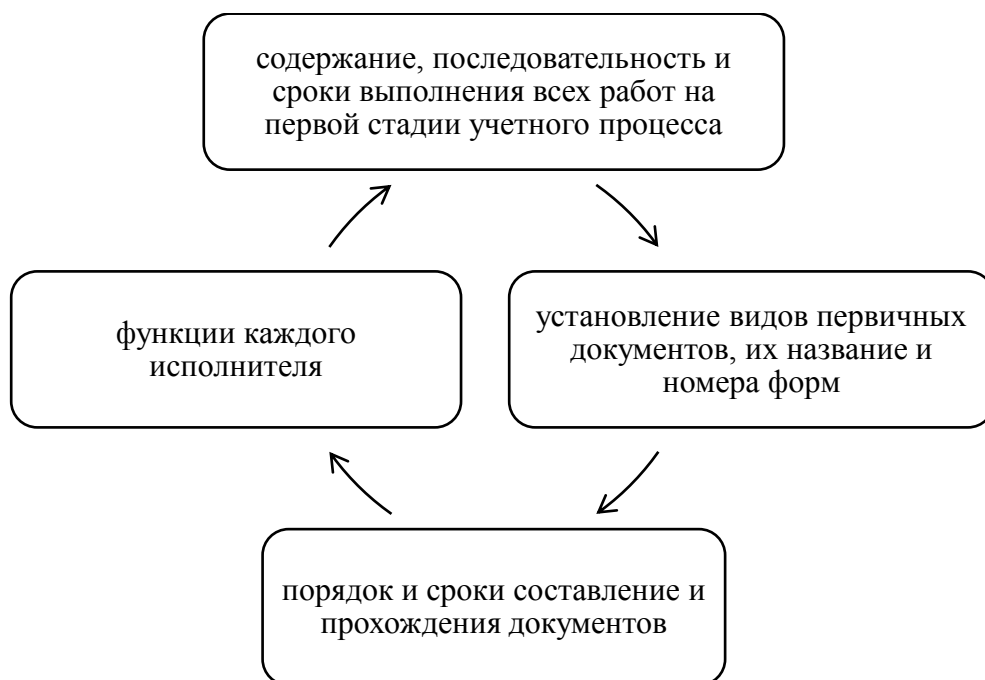 содержание, последовательность и
сроки выполнения всех работ на
первой стадии учетного процесса
функции каждого
исполнителя
установление видов первичных
документов, их название и
номера форм
порядок и сроки составление и
прохождения документов